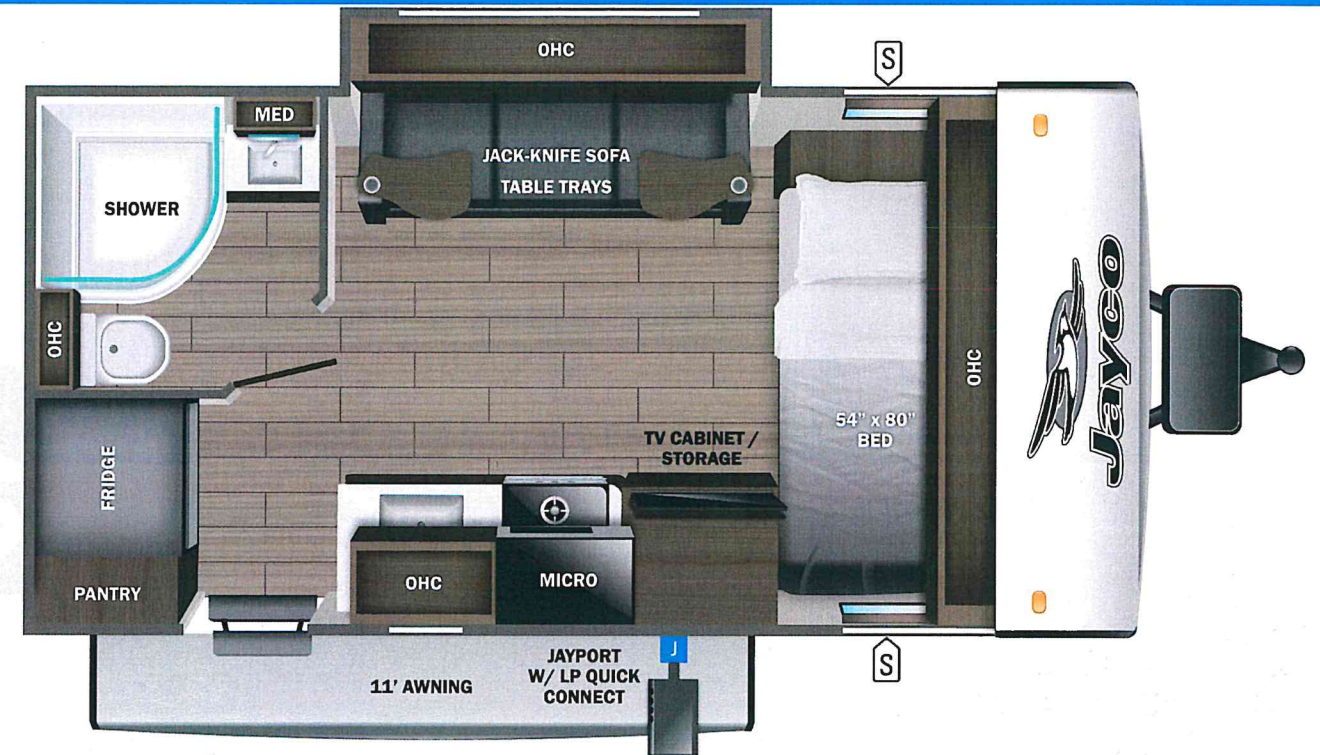 OHC
S
MED
JACK-KNIFE SOFA
TABLE TRAYS
SHOWER
OHC
OHC
Jayco
54" x 80"
BED
TV CABINET /
STORAGE
FRIDGE
PANTRY
OHC
MICRO
J
JAYPORT
W/ LP QUICK
CONNECT
11' AWNING
S